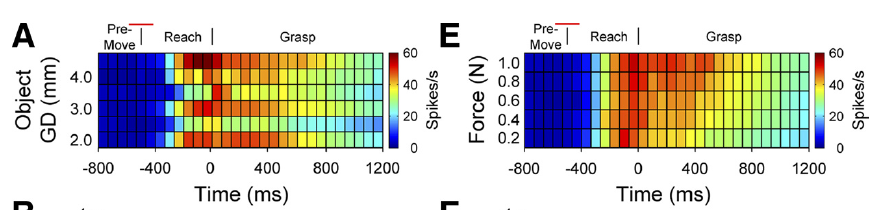 A
Pre-
Move
Reach
Grasp
Object
GD (mm)
4.0
3.0
2.0
-800
-400
0
400
800
1200
Time (ms)
60
40
20
0
Spikes/s
E
Pre-
Move
Reach
Grasp
Force (N)
1.0
0.8
0.6
0.4
0.2
-800
-400
0
400
800
1200
Time (ms)
60
40
20
0
Spikes/s